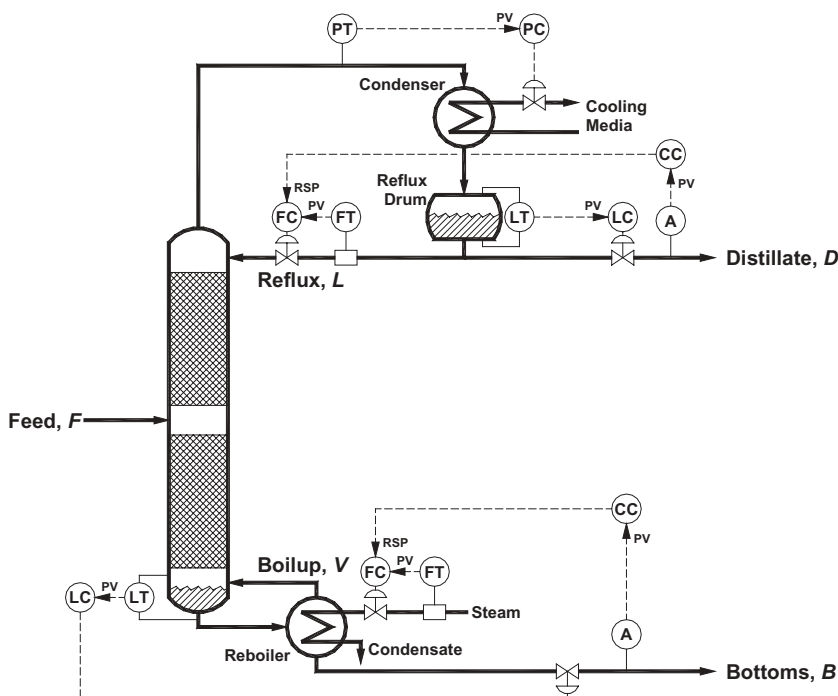 PT
PV
PC
Condenser
Cooling
Media
CC
PV
Reflux
Drum
RSP
FC
PV
FT
LT
PV
LC
A
Reflux, L
Distillate, D
Feed, F
CC
PV
RSP
Boilup, V
FC
PV
FT
LC
PV
LT
Steam
Condensate
Reboiler
A
Bottoms, B